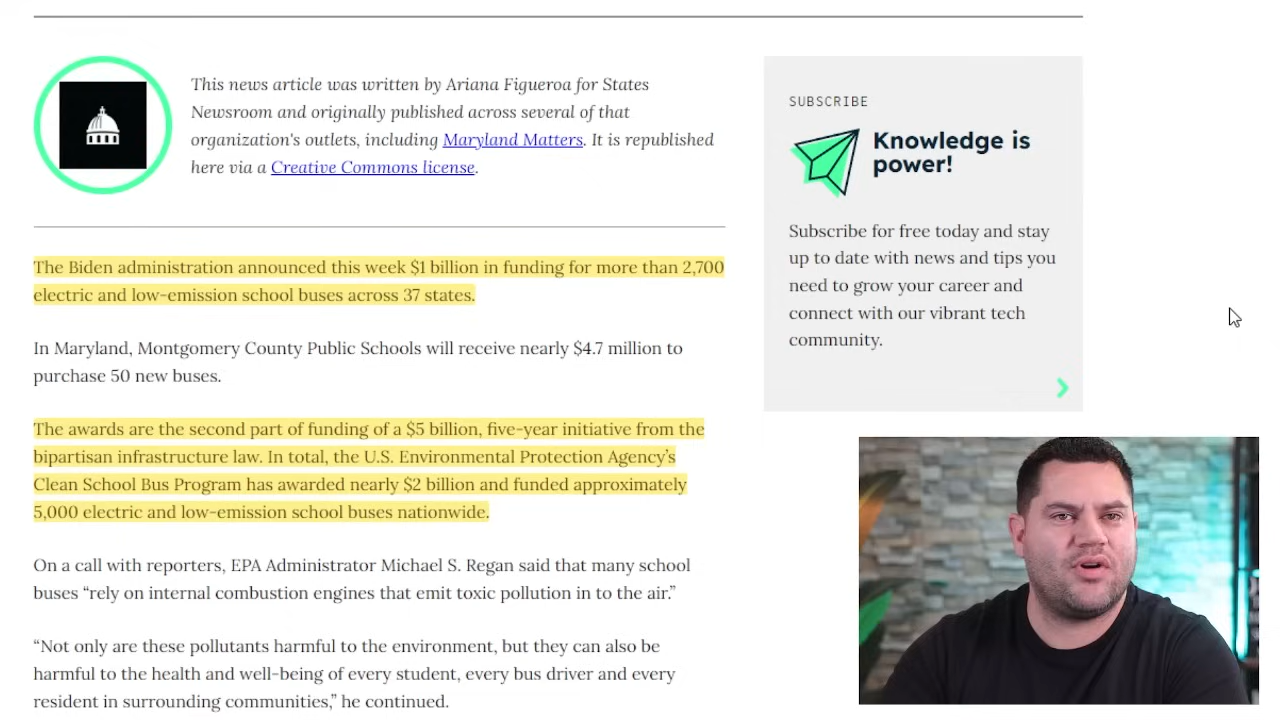 This news article was written by Ariana Figueroa for States
Newsroom and originally published across several of that
organization's outlets, including Maryland Matters. It is republished
here via a Creative Commons license.
SUBSCRIBE
Knowledge is
power!
Subscribe for free today and stay
up to date with news and tips you
need to grow your career and
connect with our vibrant tech
community.
The Biden administration announced this week $1 billion in funding for more than 2,700
electric and low-emission school buses across 37 states.
In Maryland, Montgomery County Public Schools will receive nearly $4.7 million to
purchase 50 new buses.
The awards are the second part of funding of a $5 billion, five-year initiative from the
bipartisan infrastructure law. In total, the U.S. Environmental Protection Agency’s
Clean School Bus Program has awarded nearly $2 billion and funded approximately
5,000 electric and low-emission school buses nationwide.
On a call with reporters, EPA Administrator Michael S. Regan said that many school
buses “rely on internal combustion engines that emit toxic pollution in to the air.”
“Not only are these pollutants harmful to the environment, but they can also be
harmful to the health and well-being of every student, every bus driver and every
resident in surrounding communities,” he continued.